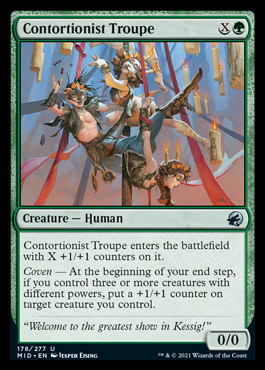 Contortionist Troupe X
Creature — Human
Contortionist Troupe enters the battlefield
with X +1/+1 counters on it.
Coven — At the beginning of your end step,
if you control three or more creatures with
different powers, put a +1/+1 counter on
target creature you control.
“Welcome to the greatest show in Kessig!”
0/0
178/277 U
MID • EN JESPER EJSING
™ & © 2021 Wizards of the Coast